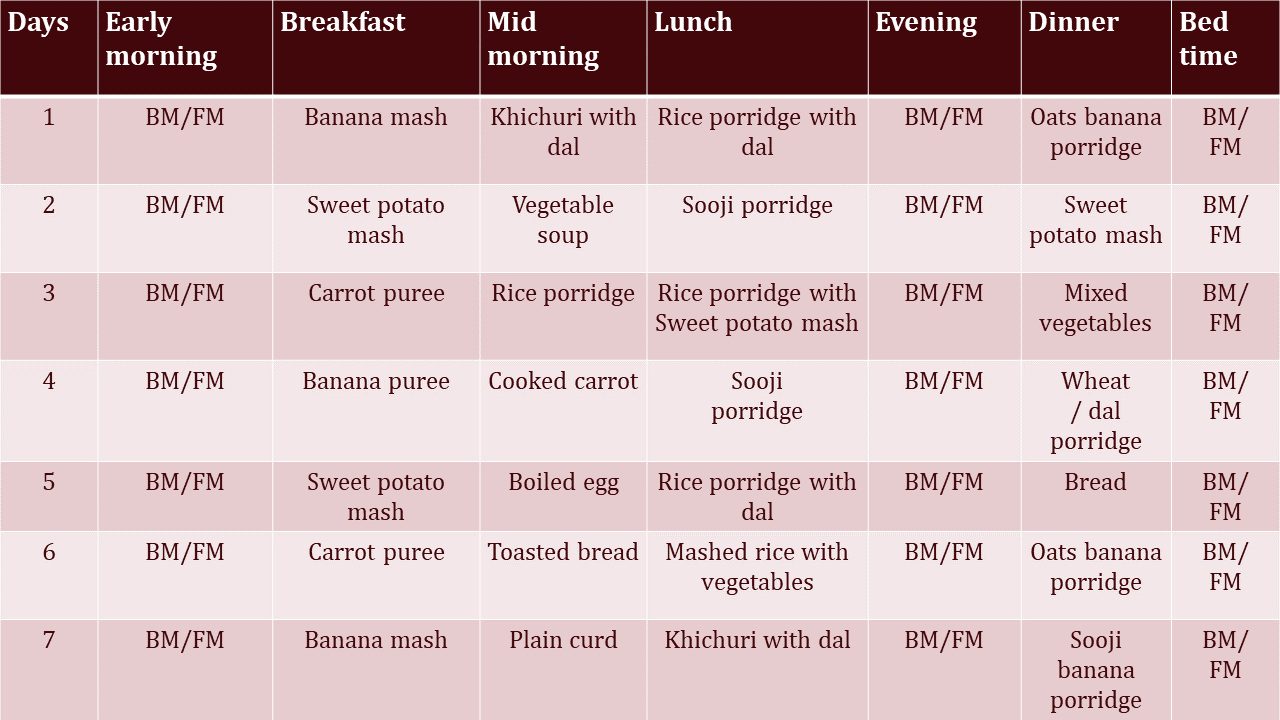 Days Early morning Breakfast Mid morning Lunch Evening Dinner Bed time
1 BM/FM Banana mash Khichuri with dal Rice porridge with dal BM/FM Oats banana porridge BM/ FM
2 BM/FM Sweet potato mash Vegetable soup Sooji porridge BM/FM Sweet potato mash BM/ FM
3 BM/FM Carrot puree Rice porridge Rice porridge with Sweet potato mash BM/FM Mixed vegetables BM/ FM
4 BM/FM Banana puree Cooked carrot Sooji porridge BM/FM Wheat / dal porridge BM/ FM
5 BM/FM Sweet potato mash Boiled egg Rice porridge with dal BM/FM Bread BM/ FM
6 BM/FM Carrot puree Toasted bread Mashed rice with vegetables BM/FM Oats banana porridge BM/ FM
7 BM/FM Banana mash Plain curd Khichuri with dal BM/FM Sooji banana porridge BM/ FM